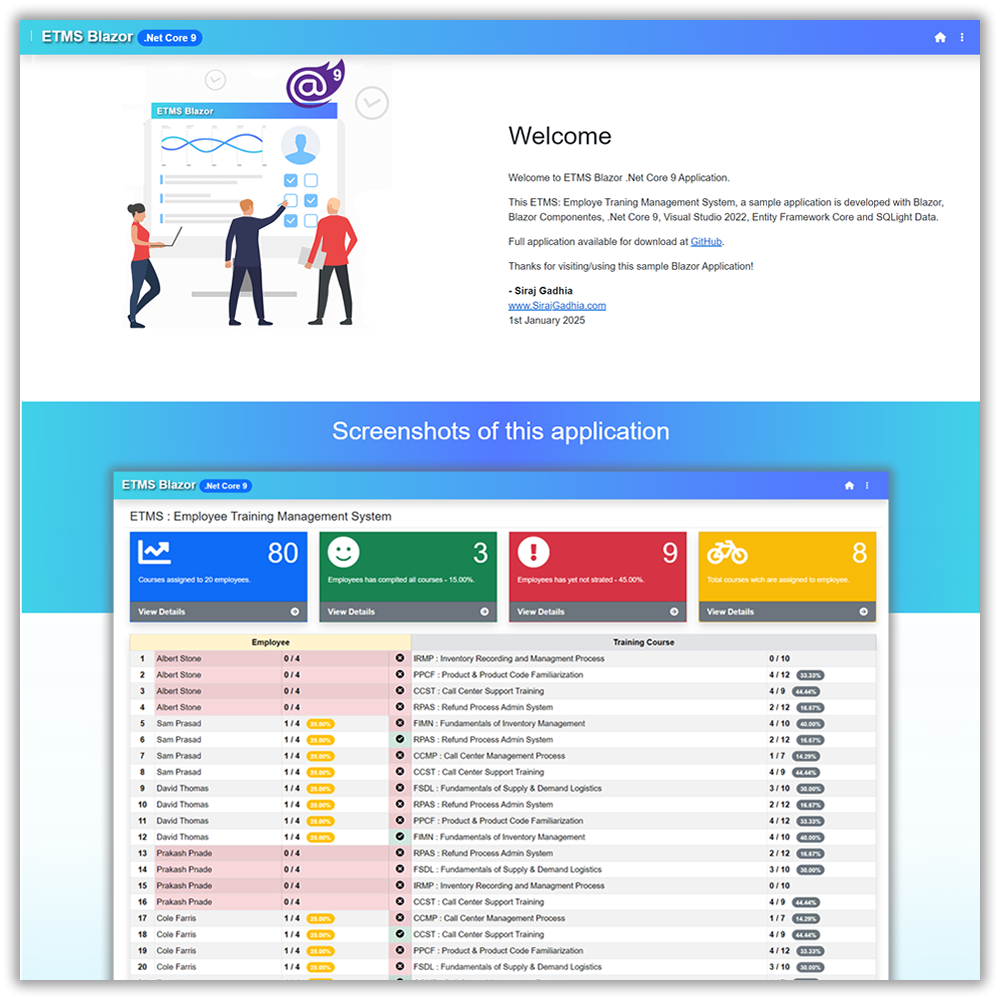 ETMS Blazor .Net Core 9
@ 9
ETMS Blazor
Welcome
Welcome to ETMS Blazor .Net Core 9 Application.
This ETMS: Employe Traning Management System, a sample application is developed with Blazor,
Blazor Componentes, .Net Core 9, Visual Studio 2022, Entity Framework Core and SQLight Data.
Full application available for download at GitHub.
Thanks for visiting/using this sample Blazor Application!
- Siraj Gadhia
www.SirajGadhia.com
1st January 2025
Screenshots of this application
ETMS Blazor .Net Core 9
ETMS : Employee Training Management System
80 3 9 8
Courses assigned to 20 employees. Employees has complted all courses - 15.00%. Employees has yet not strated - 45.00%. Total courses wich are assigned to employee.
View Details View Details View Details View Details
Employee Training Course
1 Albert Stone 0 / 4 IRMP : Inventory Recording and Managment Process 0 / 10
2 Albert Stone 0 / 4 PPCF : Product & Product Code Familiarization 4 / 12 33.33%
3 Albert Stone 0 / 4 CCST : Call Center Support Training 4 / 9 44.44%
4 Albert Stone 0 / 4 RPAS : Refund Process Admin System 2 / 12 16.67%
5 Sam Prasad 1 / 4 25.00% FIMN : Fundamentals of Inventory Management 4 / 10 40.00%
6 Sam Prasad 1 / 4 25.00% RPAS : Refund Process Admin System 2 / 12 16.67%
7 Sam Prasad 1 / 4 25.00% CCMP : Call Center Management Process 1 / 7 14.29%
8 Sam Prasad 1 / 4 25.00% CCST : Call Center Support Training 4 / 9 44.44%
9 David Thomas 1 / 4 25.00% FSDL : Fundamentals of Supply & Demand Logistics 3 / 10 30.00%
10 David Thomas 1 / 4 25.00% RPAS : Refund Process Admin System 2 / 12 16.67%
11 David Thomas 1 / 4 25.00% PPCF : Product & Product Code Familiarization 4 / 12 33.33%
12 David Thomas 1 / 4 25.00% FIMN : Fundamentals of Inventory Management 4 / 10 40.00%
13 Prakash Pnade 0 / 4 RPAS : Refund Process Admin System 2 / 12 16.67%
14 Prakash Pnade 0 / 4 FSDL : Fundamentals of Supply & Demand Logistics 3 / 10 30.00%
15 Prakash Pnade 0 / 4 IRMP : Inventory Recording and Managment Process 0 / 10
16 Prakash Pnade 0 / 4 CCST : Call Center Support Training 4 / 9 44.44%
17 Cole Farris 1 / 4 25.00% CCMP : Call Center Management Process 1 / 7 14.29%
18 Cole Farris 1 / 4 25.00% CCST : Call Center Support Training 4 / 9 44.44%
19 Cole Farris 1 / 4 25.00% PPCF : Product & Product Code Familiarization 4 / 12 33.33%
20 Cole Farris 1 / 4 25.00% FSDL : Fundamentals of Supply & Demand Logistics 3 / 10 30.00%